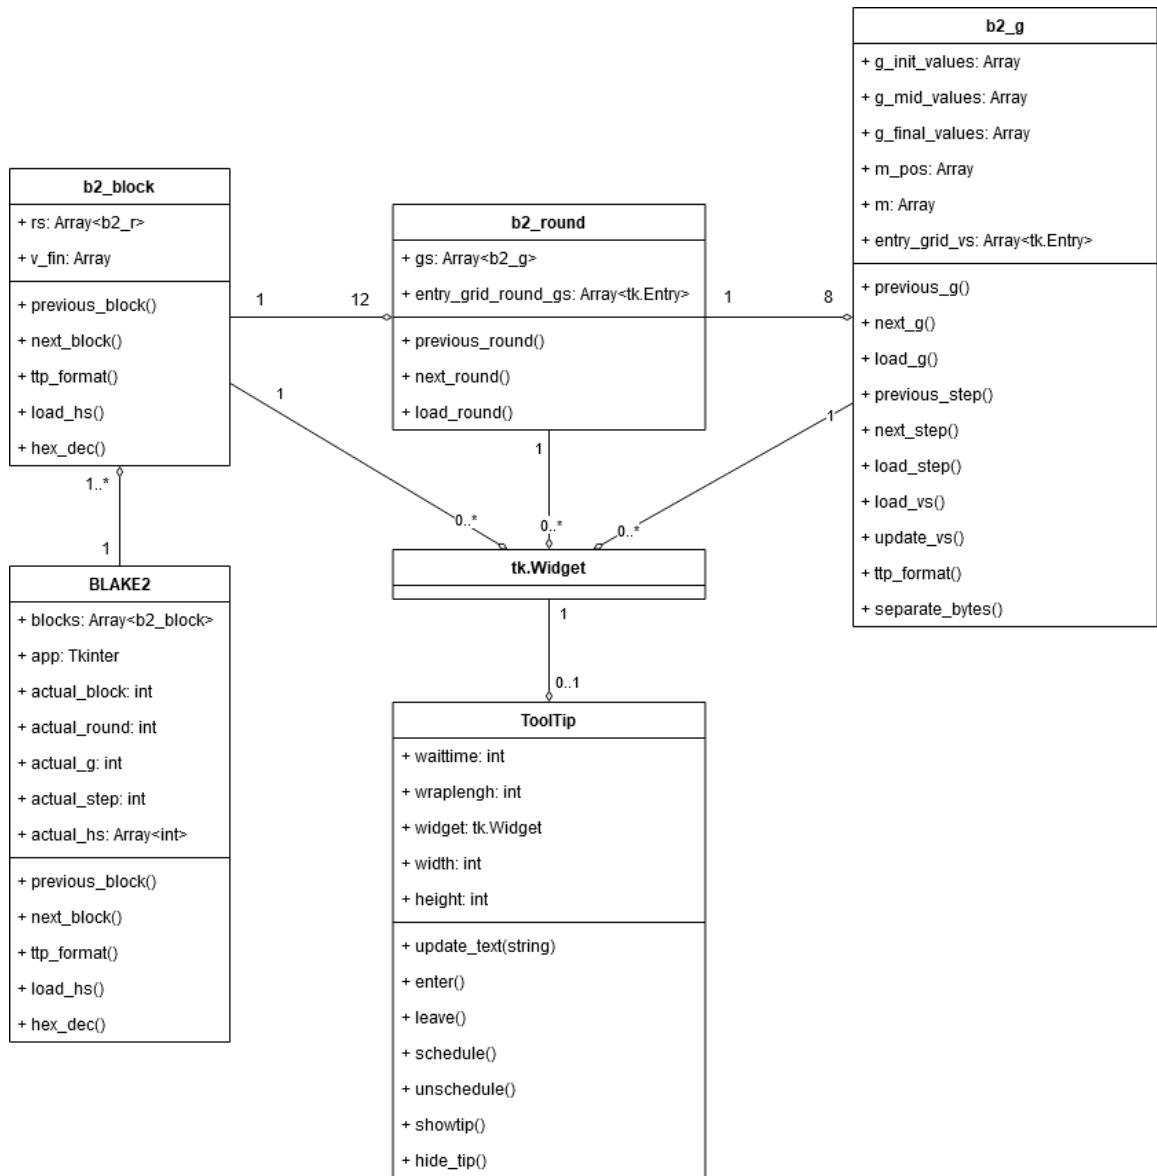 b2_g
+ g_init_values: Array
+ g_mid_values: Array
+ g_final_values: Array
+ m_pos: Array
+ m: Array
+ entry_grid_vs: Array<tk.Entry>
+ previous_g()
+ next_g()
+ load_g()
+ previous_step()
+ next_step()
+ load_step()
+ load_vs()
+ update_vs()
+ ttp_format()
+ separate_bytes()
b2_block
+ rs: Array<b2_r>
+ v_fin: Array
+ previous_block()
+ next_block()
+ ttp_format()
+ load_hs()
+ hex_dec()
1
12
b2_round
+ gs: Array<b2_g>
+ entry_grid_round_gs: Array<tk.Entry>
+ previous_round()
+ next_round()
+ load_round()
1
8
1
1
1
0..*
0..*
0..*
1..*
1
tk.Widget
1
0..1
BLAKE2
+ blocks: Array<b2_block>
+ app: Tkinter
+ actual_block: int
+ actual_round: int
+ actual_g: int
+ actual_step: int
+ actual_hs: Array<int>
+ previous_block()
+ next_block()
+ ttp_format()
+ load_hs()
+ hex_dec()
ToolTip
+ waittime: int
+ wraplengh: int
+ widget: tk.Widget
+ width: int
+ height: int
+ update_text(string)
+ enter()
+ leave()
+ schedule()
+ unschedule()
+ showtip()
+ hide_tip()